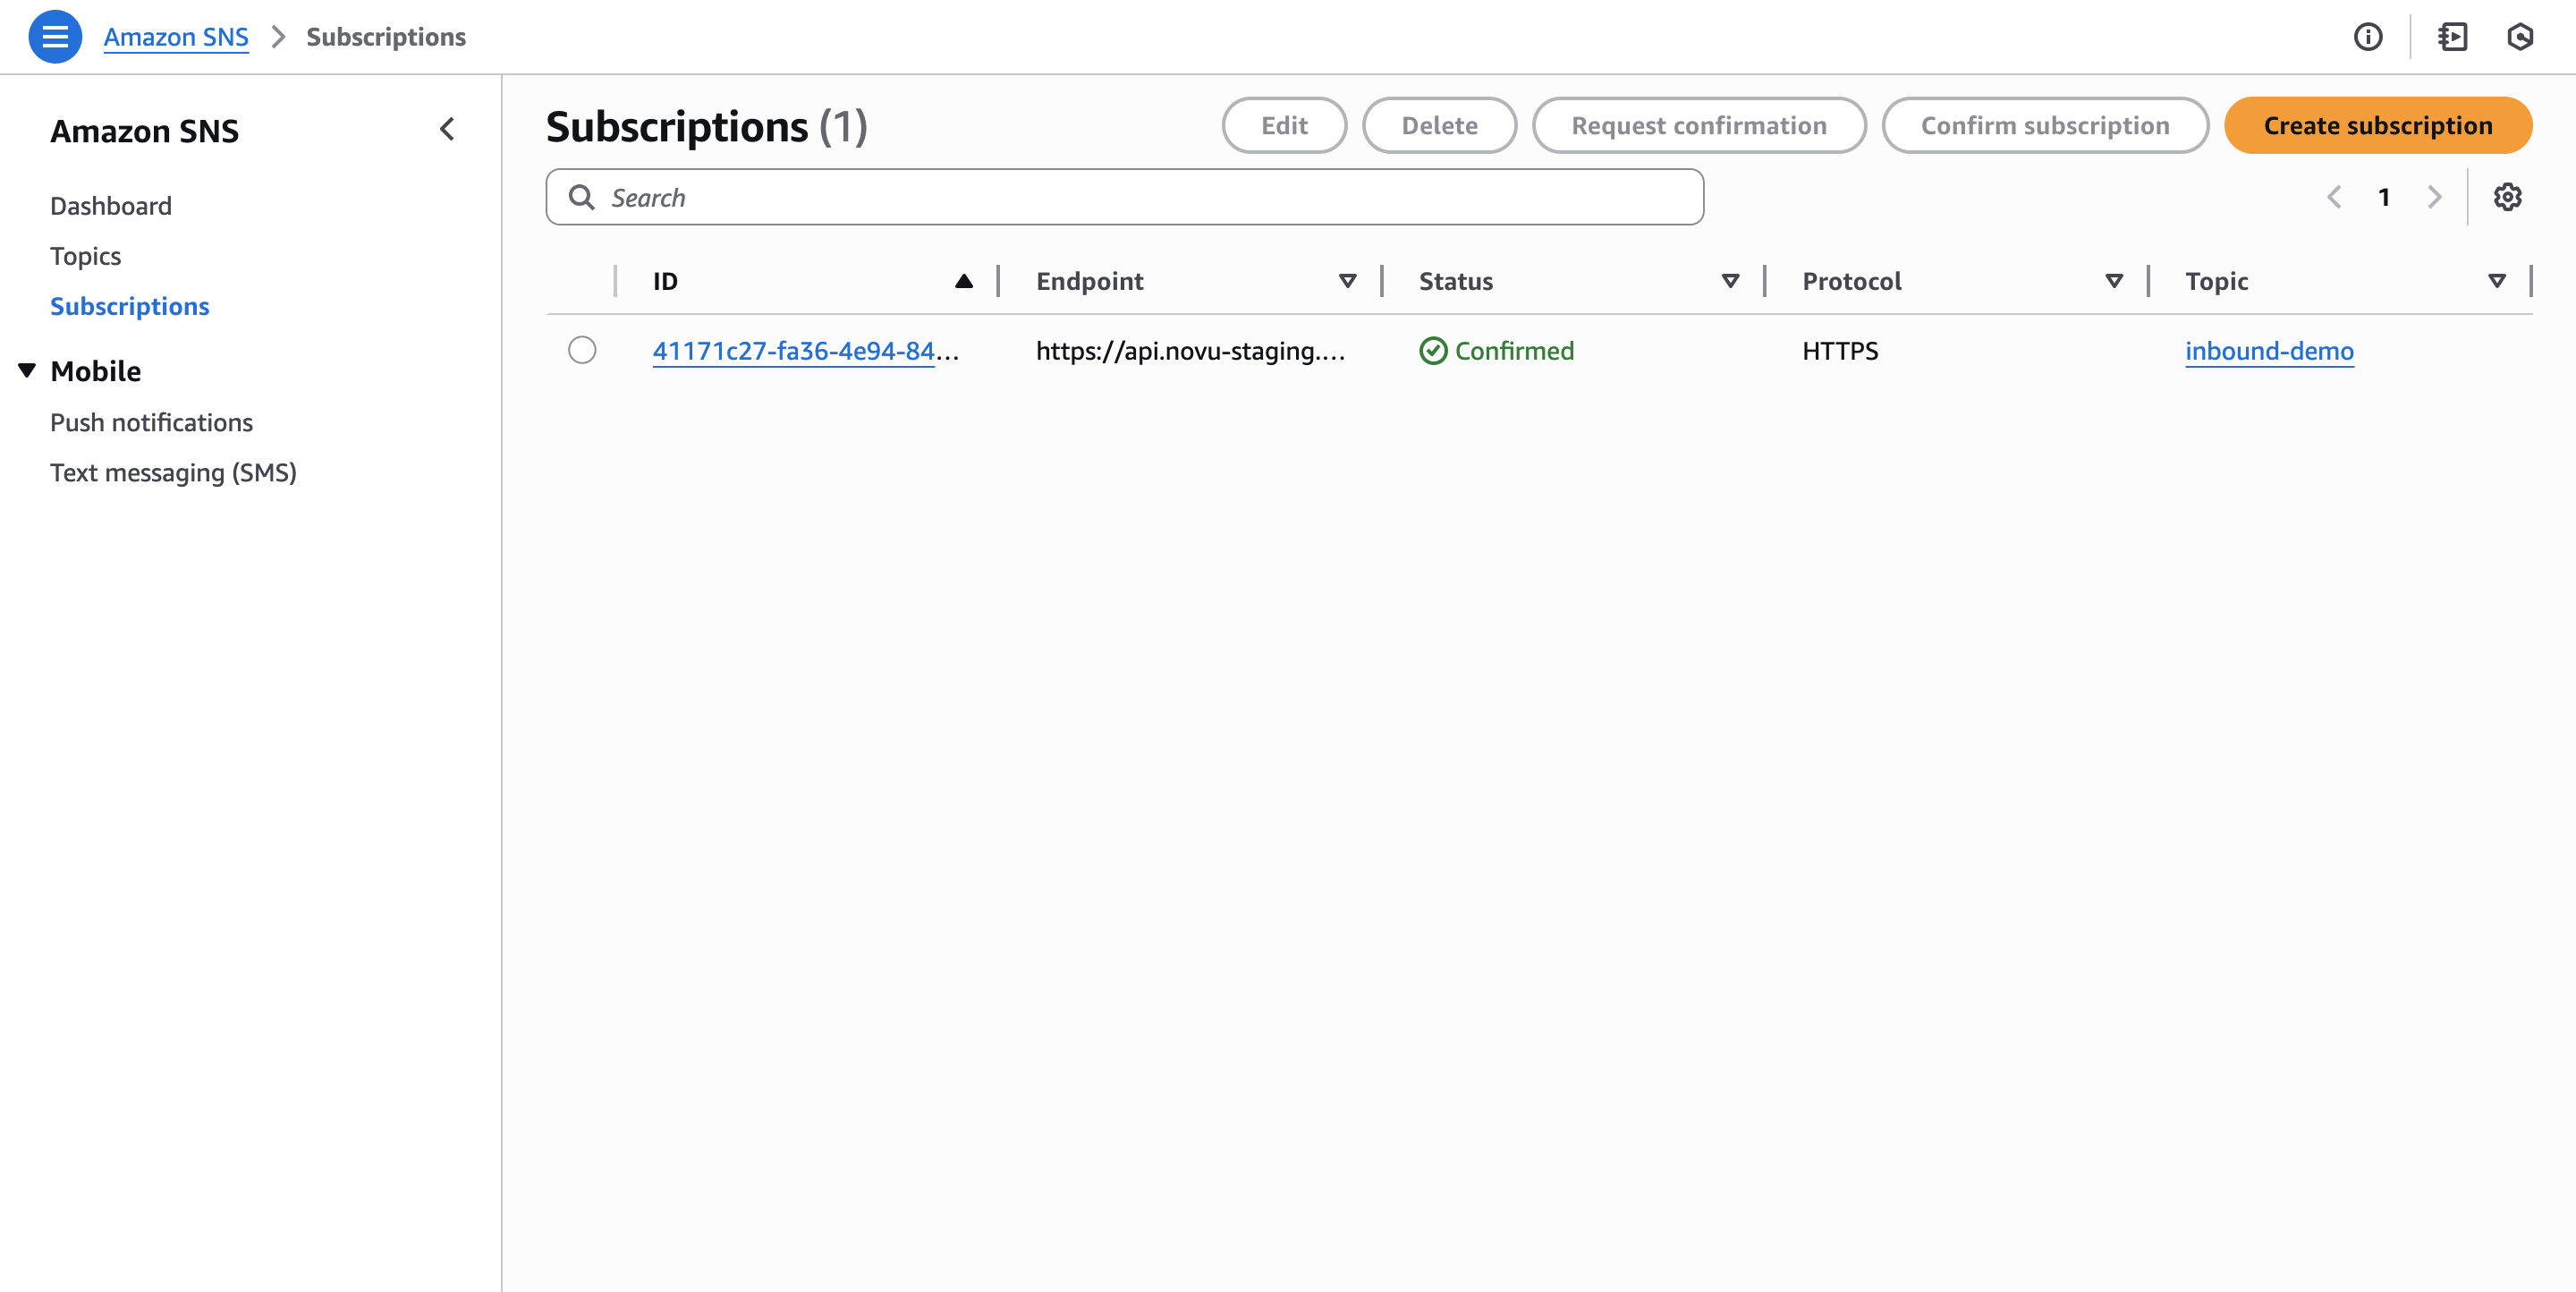 Amazon SNS > Subscriptions
Amazon SNS
Dashboard
Topics
Subscriptions
Mobile
Push notifications
Text messaging (SMS)
Subscriptions (1)
Edit Delete Request confirmation Confirm subscription Create subscription
Search
1
ID Endpoint Status Protocol Topic
41171c27-fa36-4e94-84... https://api.novu-staging.... Confirmed HTTPS inbound-demo